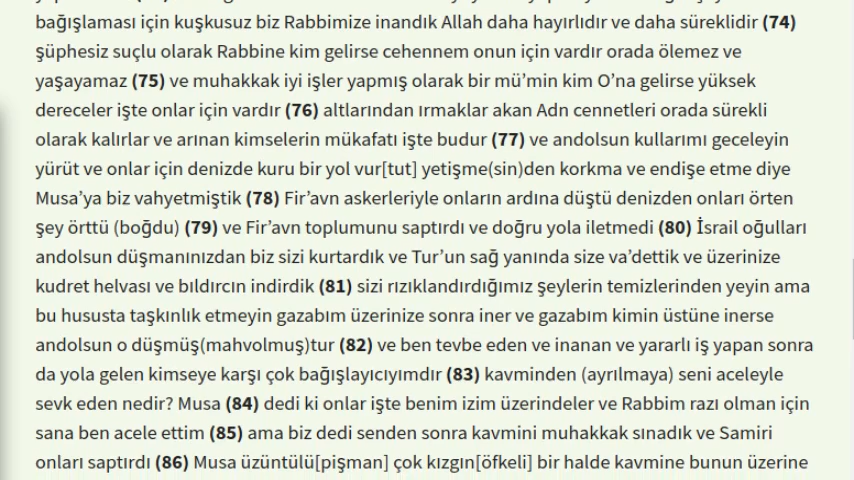 bağışlaması için kuşkusuz biz Rabbimize inandık Allah daha hayırlıdır ve daha süreklidir (74)
şüphesiz suçlu olarak Rabbine kim gelirse cehennem onun için vardır orada ölemez ve
yaşayamaz (75) ve muhakkak iyi işler yapmış olarak bir mü’min kim O’na gelirse yüksek
dereceler işte onlar için vardır (76) altlarından ırmaklar akan Adn cennetleri orada sürekli
olarak kalırlar ve arınan kimselerin mükafatı işte budur (77) ve andolsun kullarımı geceleyin
yürüt ve onlar için denizde kuru bir yol vur[tut] yetişme(sin)den korkma ve endişe etme diye
Musa’ya biz vahyetmiştik (78) Fir’avn askerleriyle onların ardına düştü denizden onları örten
şey örttü (boğdu) (79) ve Fir’avn toplumunu saptırdı ve doğru yola iletmedi (80) İsrail oğulları
andolsun düşmanınızdan biz sizi kurtardık ve Tur’un sağ yanında size va’dettik ve üzerinize
kudret helvası ve bıldırcın indirdik (81) sizi rızıklandırdığımız şeylerin temizlerinden yeyin ama
bu hususta taşkınlık etmeyin gazabım üzerinize sonra iner ve gazabım kimin üstüne inerse
andolsun o düşmüş(mahvolmuş)tur (82) ve ben tevbe eden ve inanan ve yararlı iş yapan sonra
da yola gelen kimseye karşı çok bağışlayıcıyımdır (83) kavminden (ayrılmaya) seni aceleyle
sevk eden nedir? Musa (84) dedi ki onlar işte benim izim üzerindeler ve Rabbim razı olman için
sana ben acele ettim (85) ama biz dedi senden sonra kavmini muhakkak sınadık ve Samiri
onları saptırdı (86) Musa üzüntülü[pişman] çok kızgın[öfkeli] bir halde kavmine bunun üzerine